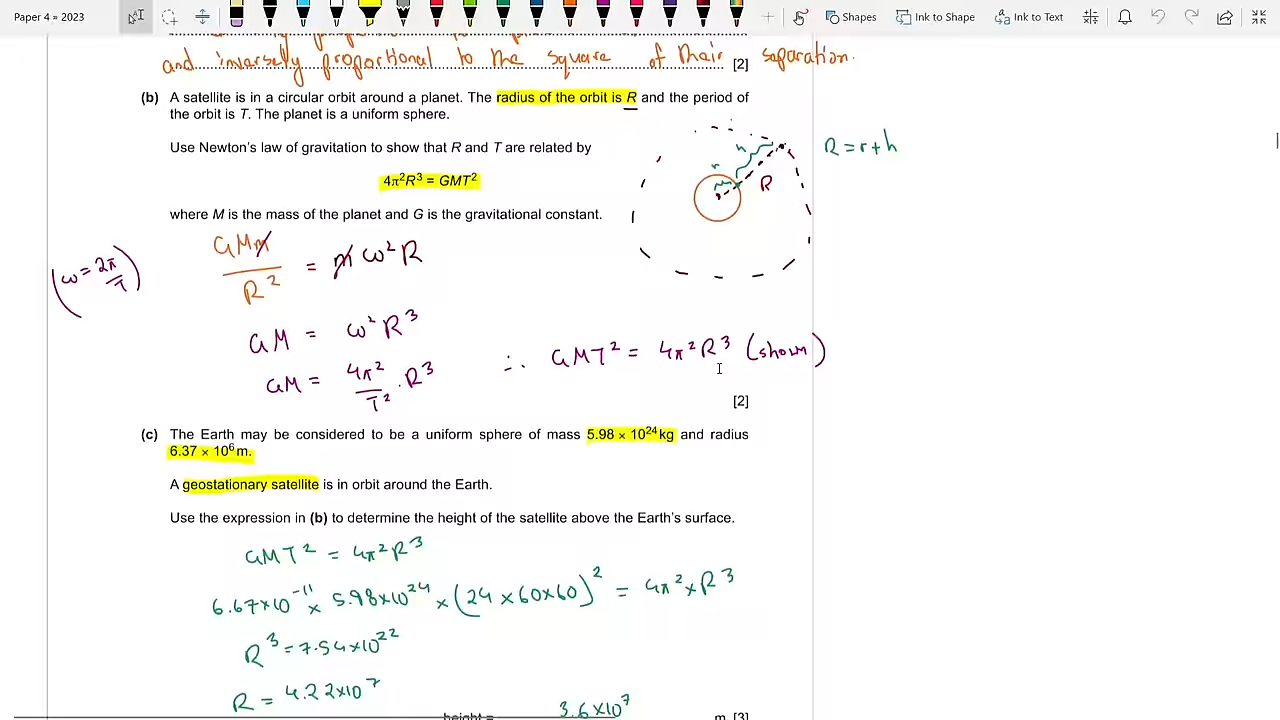 Paper 4 » 2023
Shapes
Ink to Shape
Ink to Text
and inversely proportional to the square of their separation.
[2]
(b) A satellite is in a circular orbit around a planet. The radius of the orbit is R and the period of
the orbit is T. The planet is a uniform sphere.
Use Newton's law of gravitation to show that R and T are related by
4π²R³ = GMT²
where M is the mass of the planet and G is the gravitational constant.
h
r
R
R = r + h
(ω = 2π/T)
GMm/R² = mω²R
GM = ω²R³
GM = 4π²/T² . R³
∴ GMT² = 4π²R³ (shown)
[2]
(c) The Earth may be considered to be a uniform sphere of mass 5.98 × 10²⁴ kg and radius
6.37 × 10⁶ m.
A geostationary satellite is in orbit around the Earth.
Use the expression in (b) to determine the height of the satellite above the Earth's surface.
GMT² = 4π²R³
6.67×10⁻¹¹ × 5.98×10²⁴ × (24×60×60)² = 4π²×R³
R³ = 7.54×10²²
R = 4.22×10⁷
height = 3.6×10⁷ m [3]